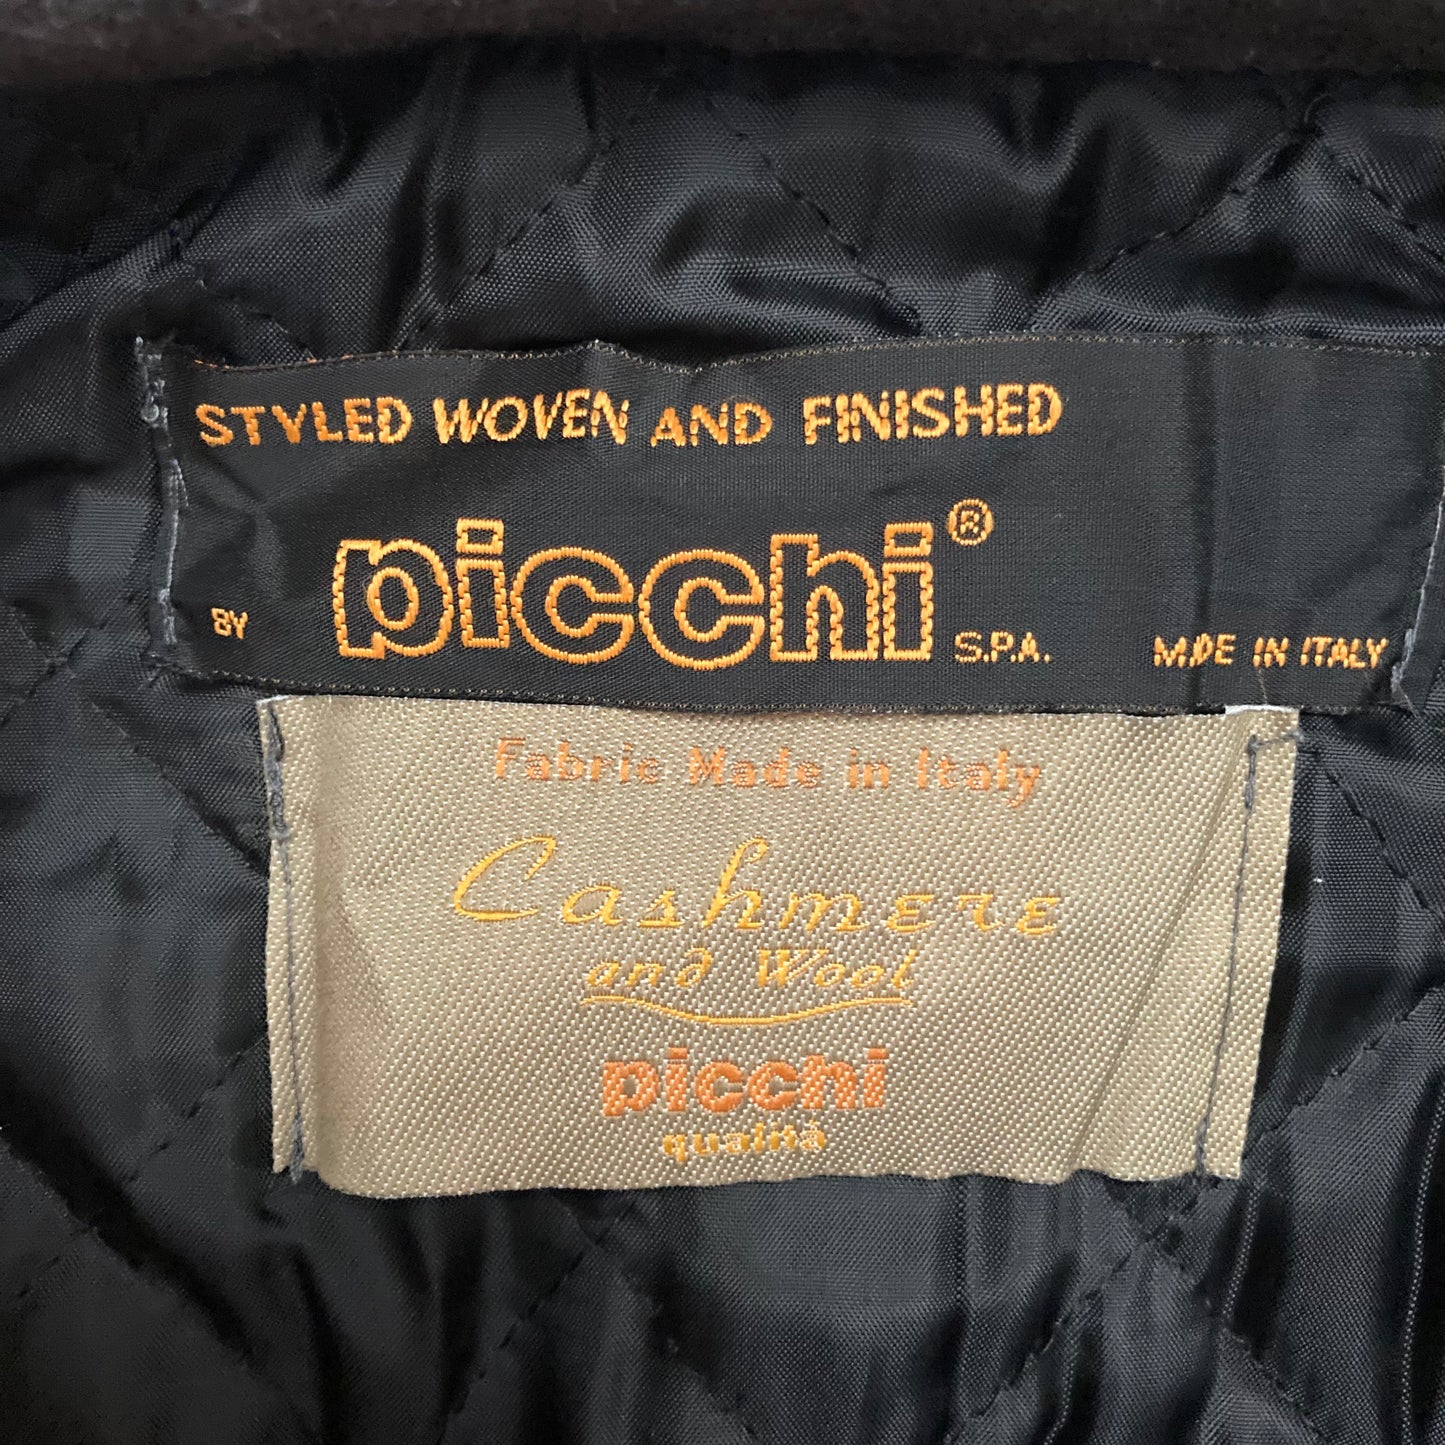 STYLED WOVEN AND FINISHED
BY picchi® S.P.A. MADE IN ITALY
Fabric Made in Italy
Cashmere
and Wool
picchi
qualità